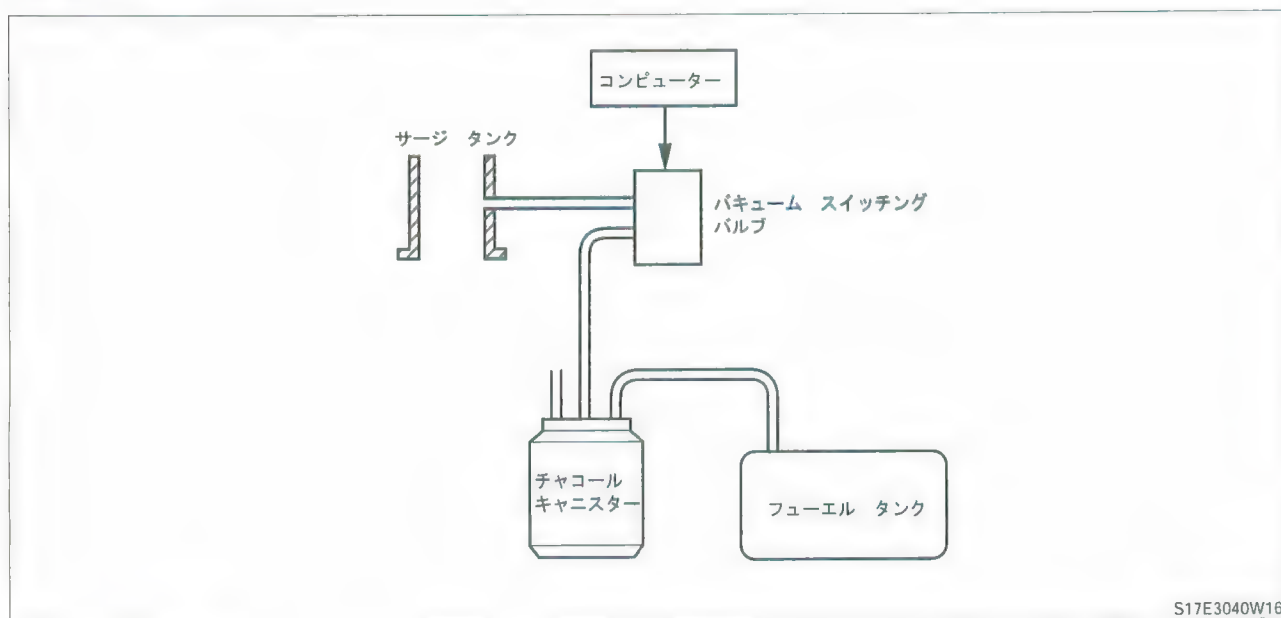 コンピューター
サージ タンク
バキューム スイッチング
バルブ
チャコール
キャニスター
フューエル タンク
S17E3040W16